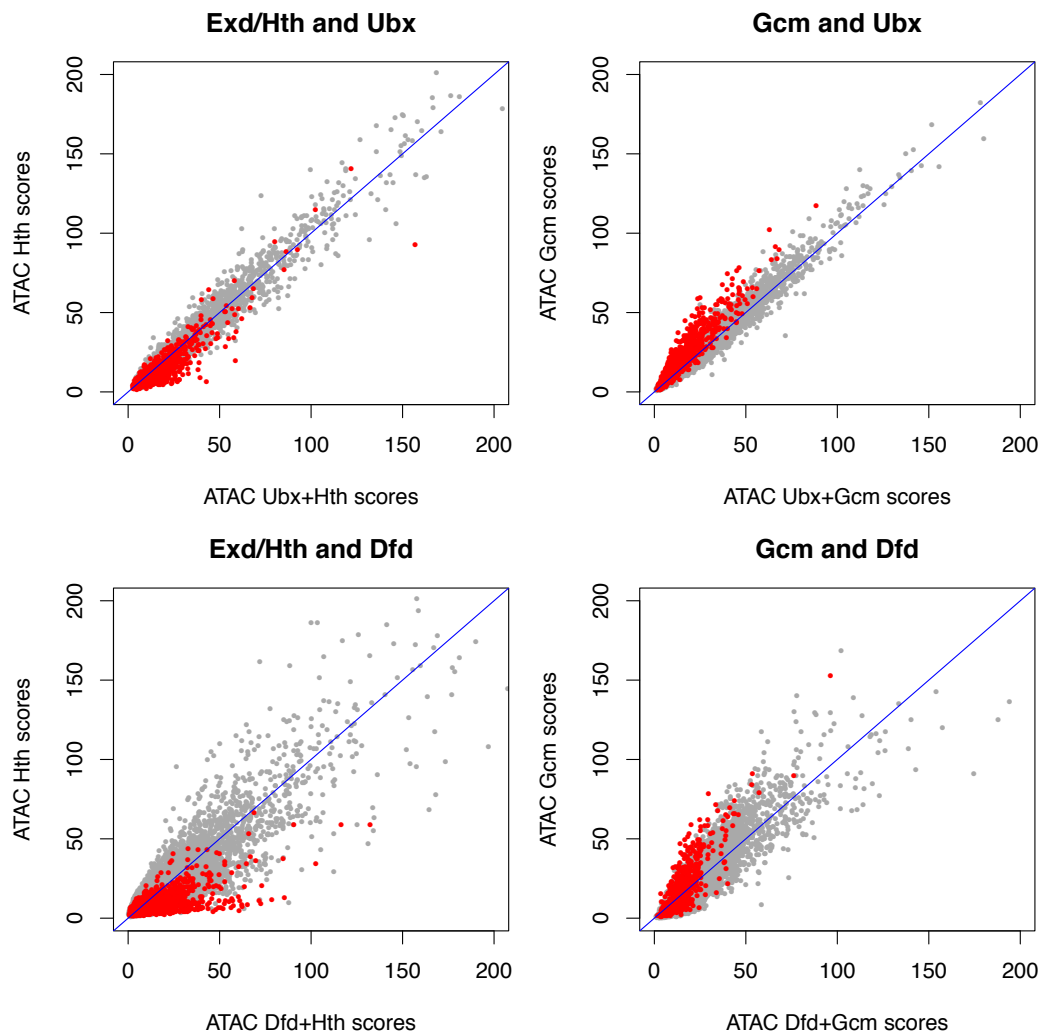 Exd/Hth and Ubx
ATAC Hth scores
200
150
100
50
0
0 50 100 150 200
ATAC Ubx+Hth scores
Gcm and Ubx
ATAC Gcm scores
200
150
100
50
0
0 50 100 150 200
ATAC Ubx+Gcm scores
Exd/Hth and Dfd
ATAC Hth scores
200
150
100
50
0
0 50 100 150 200
ATAC Dfd+Hth scores
Gcm and Dfd
ATAC Gcm scores
200
150
100
50
0
0 50 100 150 200
ATAC Dfd+Gcm scores